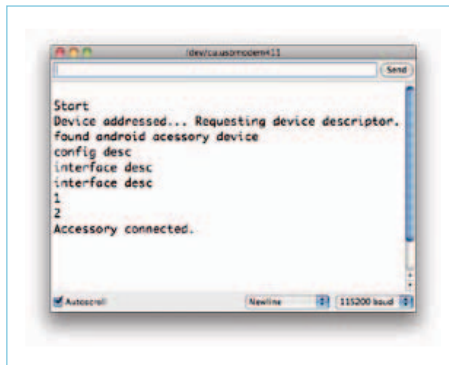 /dev/cu.usbmodem411
Send
Start
Device addressed... Requesting device descriptor.
found android acessory device
config desc
interface desc
interface desc
1
2
Accessory connected.
Autoscroll
Newline
115200 baud